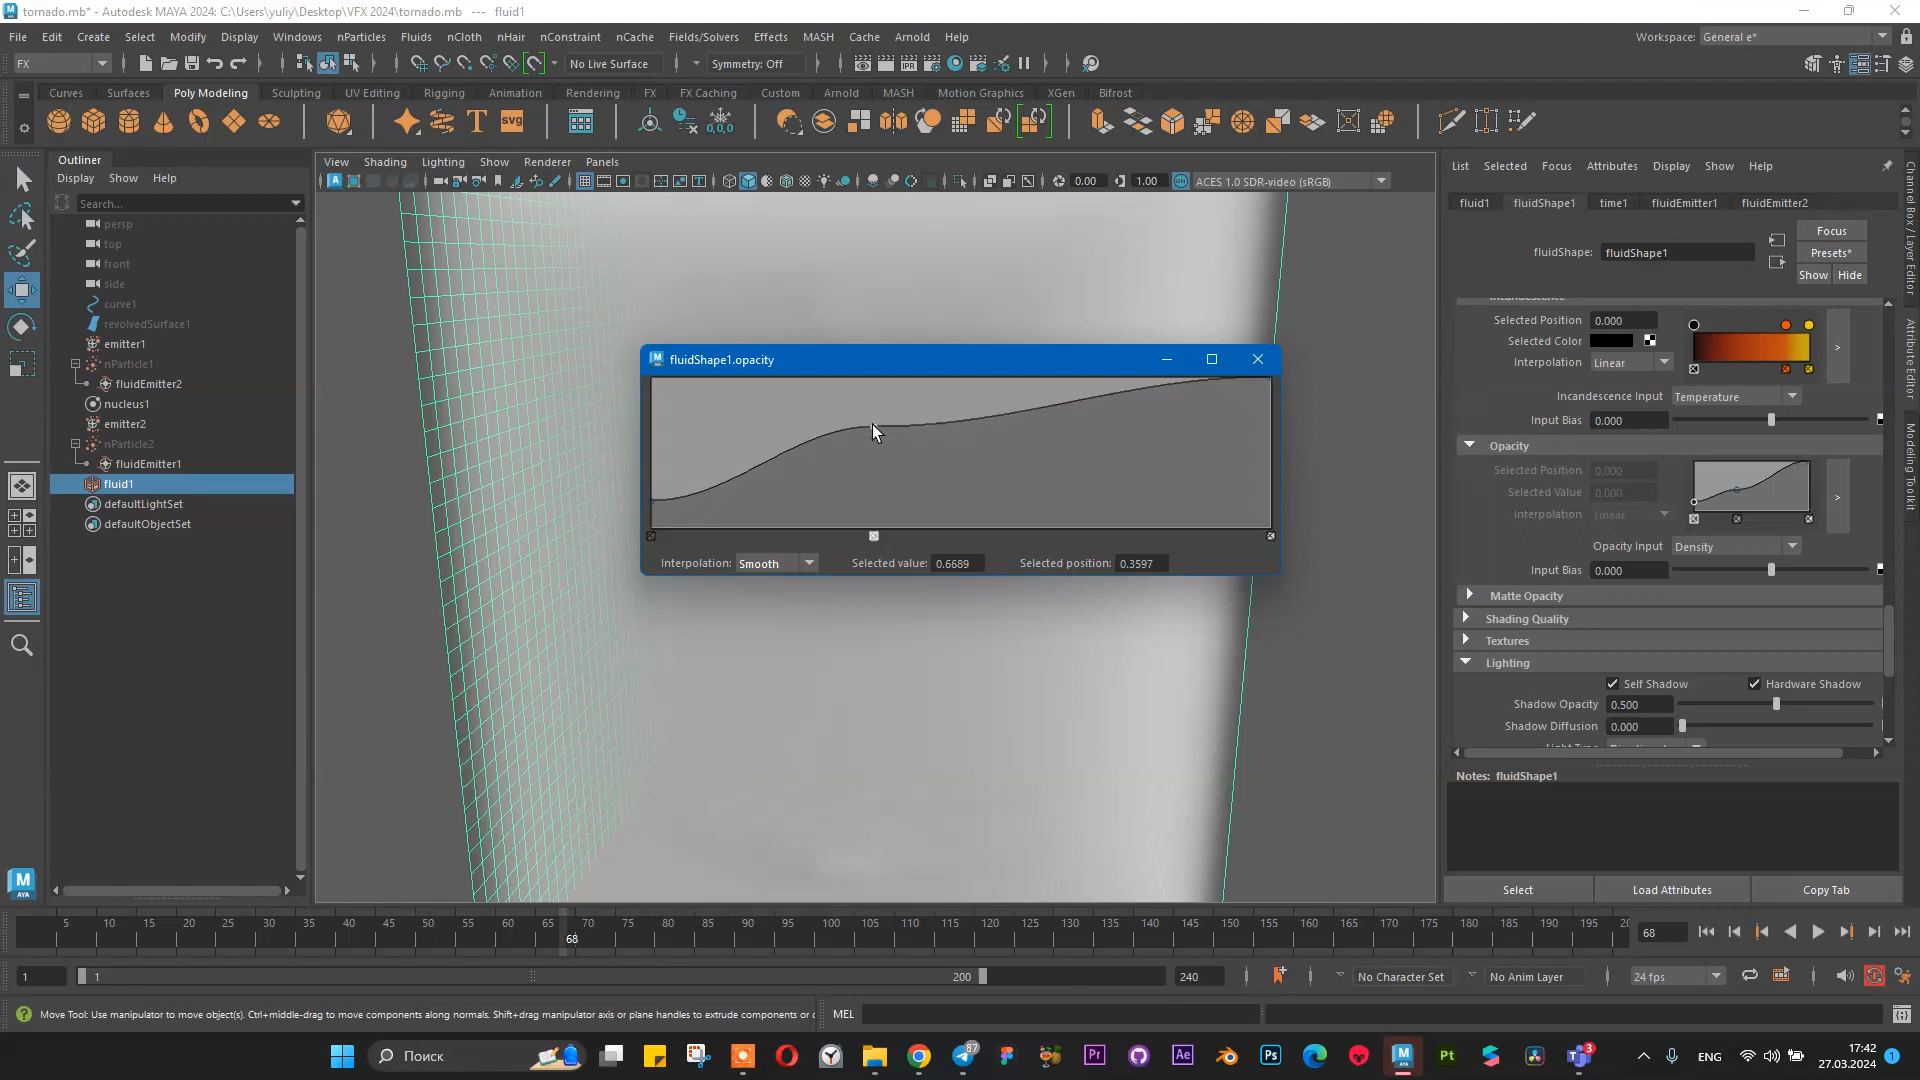 tornado.mb* - Autodesk MAYA 2024: C:\Users\yuliy\Desktop\VFX 2024\tornado.mb --- fluid1
File Edit Create Select Modify Display Windows nParticles Fluids nCloth nHair nConstraint nCache Fields/Solvers Effects MASH Cache Arnold Help Workspace: General e*
FX No Live Surface Symmetry: Off
Curves Surfaces Poly Modeling Sculpting UV Editing Rigging Animation Rendering FX FX Caching Custom Arnold MASH Motion Graphics XGen Bifrost
Outliner
Display Show Help
Search...
persp
top
front
side
curve1
revolvedSurface1
emitter1
nParticle1
fluidEmitter2
nucleus1
emitter2
nParticle2
fluidEmitter1
fluid1
defaultLightSet
defaultObjectSet
View Shading Lighting Show Renderer Panels
0.00 1.00 ACES 1.0 SDR-video (sRGB)
fluidShape1.opacity
Interpolation: Smooth Selected value: 0.6689 Selected position: 0.3597
List Selected Focus Attributes Display Show Help
fluid1 fluidShape1 time1 fluidEmitter1 fluidEmitter2
Focus
fluidShape: fluidShape1 Presets*
Show Hide
Incandescence
Selected Position 0.000
Selected Color
Interpolation Linear
Incandescence Input Temperature
Input Bias 0.000
Opacity
Selected Position 0.000
Selected Value 0.000
Interpolation Linear
Opacity Input Density
Input Bias 0.000
Matte Opacity
Shading Quality
Textures
Lighting
Self Shadow Hardware Shadow
Shadow Opacity 0.500
Shadow Diffusion 0.000
Notes: fluidShape1
Select Load Attributes Copy Tab
Channel Box / Layer Editor
Attribute Editor
Modeling Toolkit
5 10 15 20 25 30 35 40 45 50 55 60 65 70 75 80 85 90 95 100 105 110 115 120 125 130 135 140 145 150 155 160 165 170 175 180 185 190 195 20
68 68
1 1 200 240 No Character Set No Anim Layer 24 fps
Move Tool: Use manipulator to move object(s). Ctrl+middle-drag to move components along normals. Shift+drag manipulator axis or plane handles to extrude components or c MEL
Поиск 87 ENG 17:42
27.03.2024